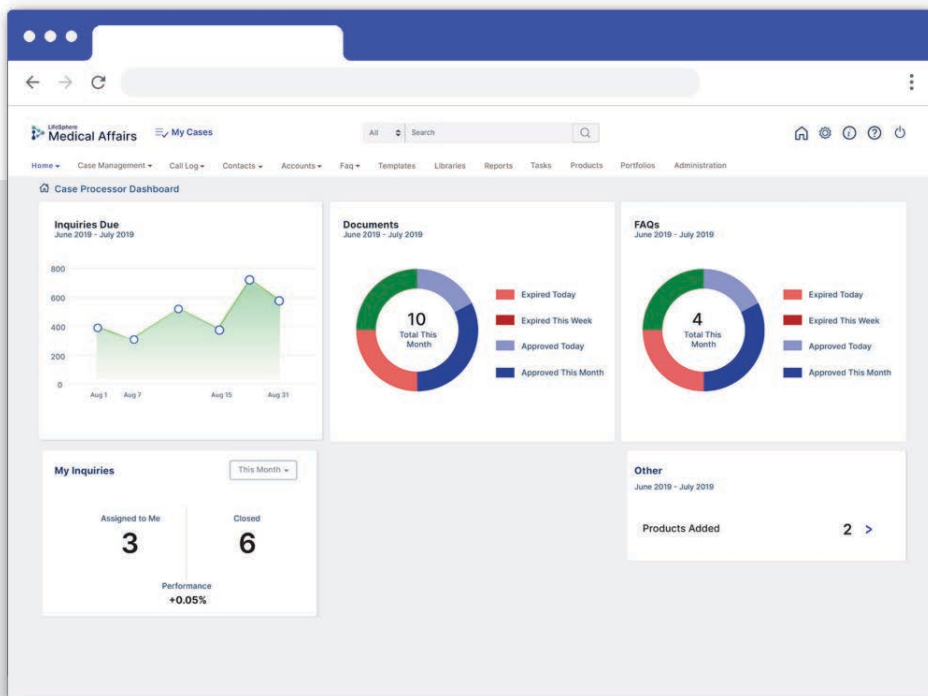 LifeSphere
Medical Affairs
My Cases
All
Search
Home
Case Management
Call Log
Contacts
Accounts
Faq
Templates
Libraries
Reports
Tasks
Products
Portfolios
Administration
Case Processor Dashboard
Inquiries Due
June 2019 - July 2019
800
600
400
200
0
Aug 1
Aug 7
Aug 15
Aug 31
Documents
June 2019 - July 2019
10
Total This
Month
Expired Today
Expired This Week
Approved Today
Approved This Month
FAQs
June 2019 - July 2019
4
Total This
Month
Expired Today
Expired This Week
Approved Today
Approved This Month
My Inquiries
This Month
Assigned to Me
3
Closed
6
Performance
+0.05%
Other
June 2019 - July 2019
Products Added
2